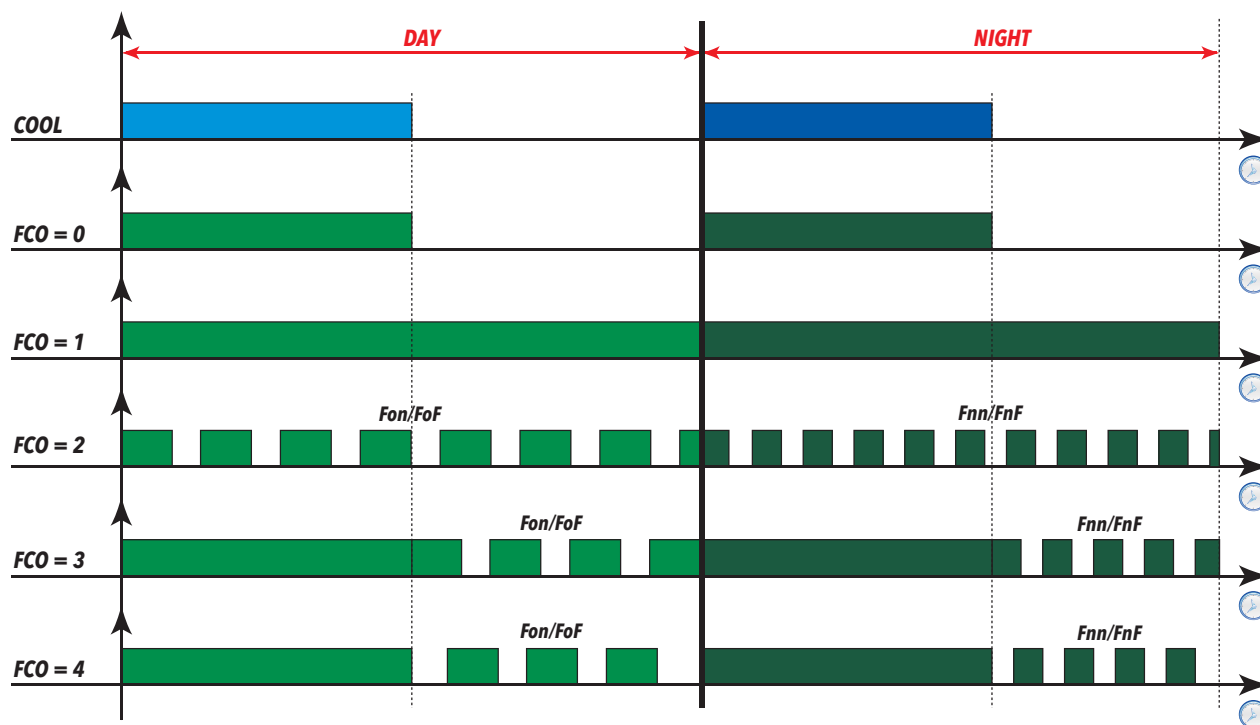 DAY
NIGHT
COOL
FCO = 0
FCO = 1
Fon/FoF
Fnn/FnF
FCO = 2
Fon/FoF
Fnn/FnF
FCO = 3
Fon/FoF
Fnn/FnF
FCO = 4